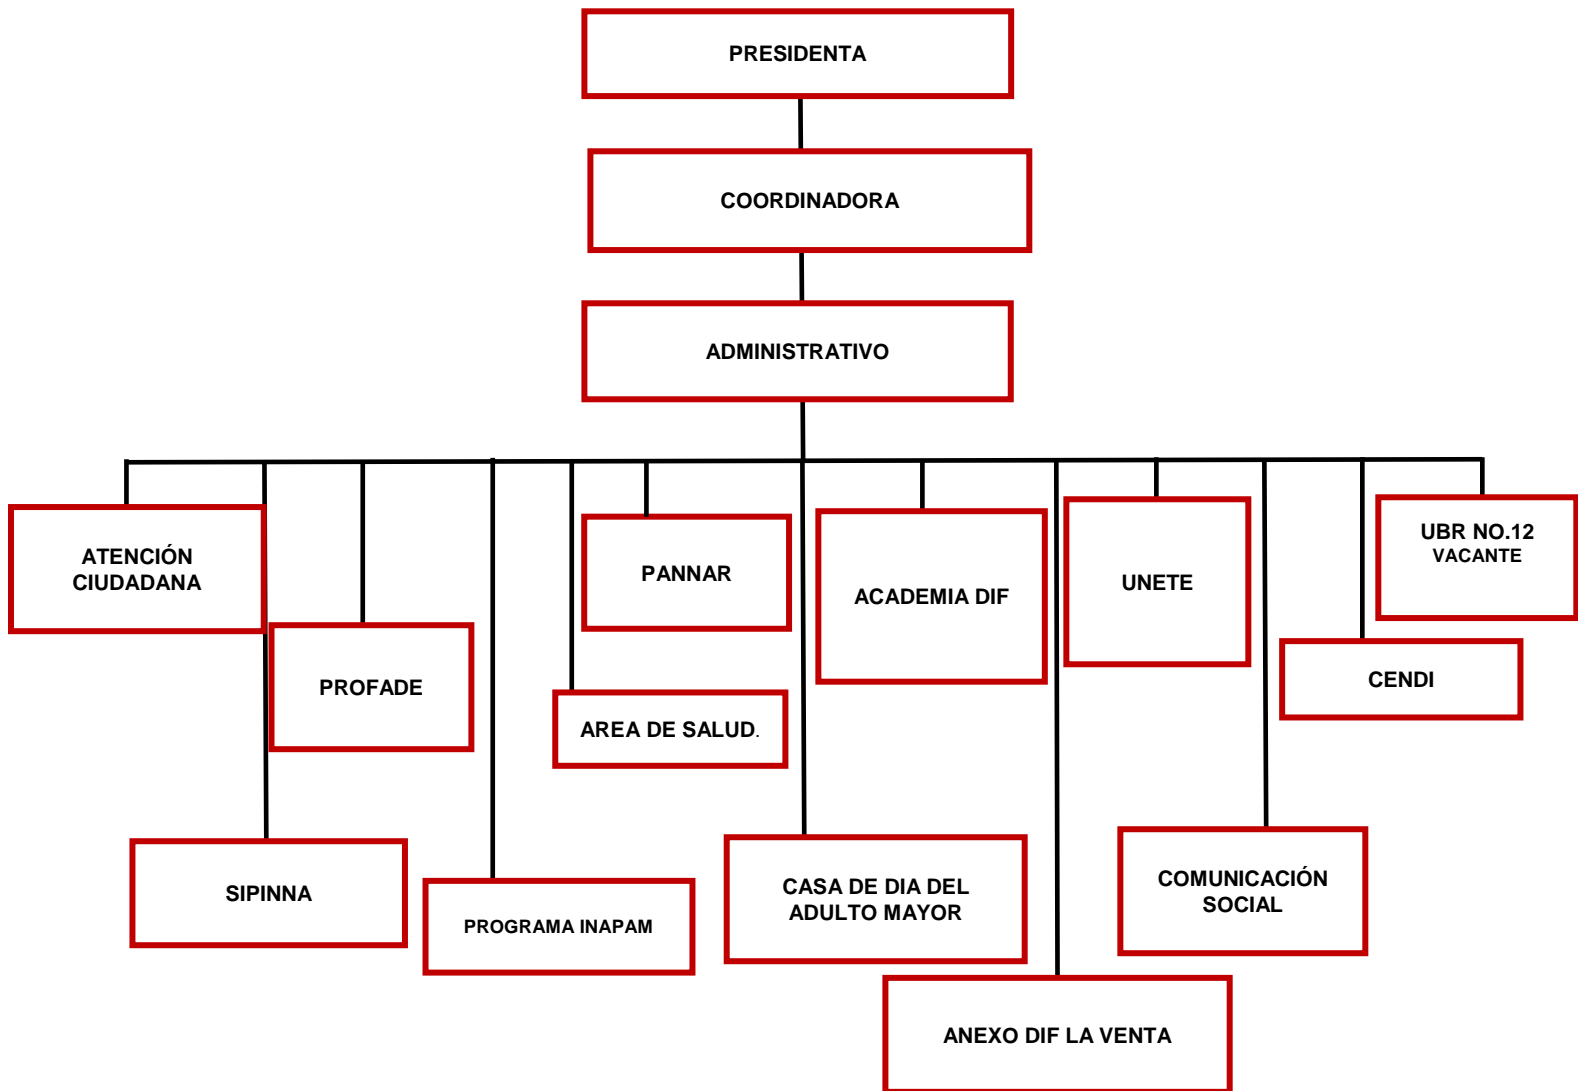 PRESIDENTA
COORDINADORA
ADMINISTRATIVO
ATENCIÓN
CIUDADANA
PANNAR
ACADEMIA DIF
UNETE
UBR NO.12
VACANTE
PROFADE
AREA DE SALUD.
CENDI
SIPINNA
PROGRAMA INAPAM
CASA DE DIA DEL
ADULTO MAYOR
COMUNICACIÓN
SOCIAL
ANEXO DIF LA VENTA